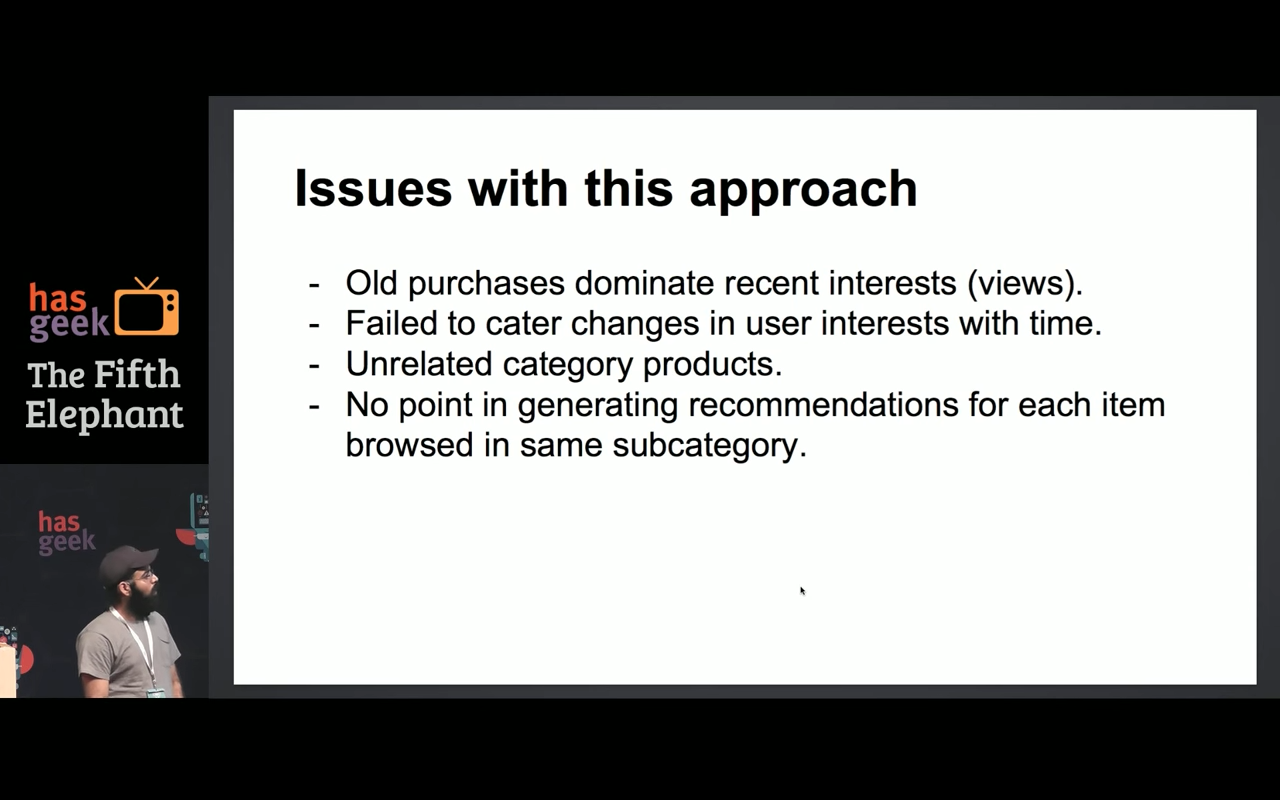 Issues with this approach
- Old purchases dominate recent interests (views).
- Failed to cater changes in user interests with time.
- Unrelated category products.
- No point in generating recommendations for each item
browsed in same subcategory.
has
geek
The Fifth
Elephant
has
geek